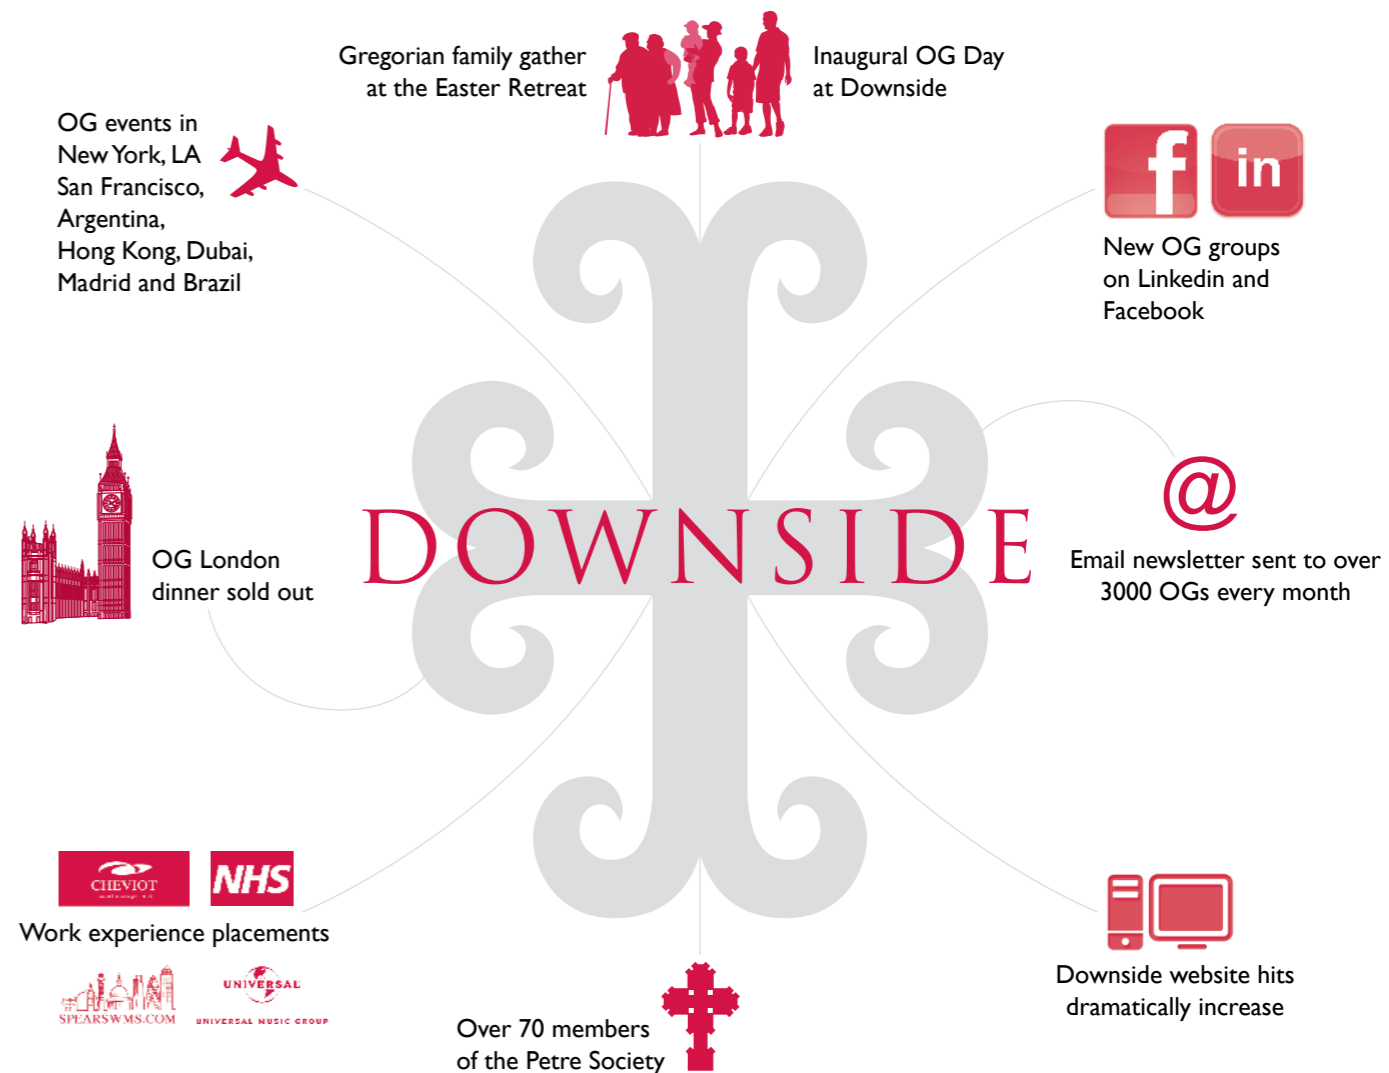 Gregorian family gather
at the Easter Retreat
Inaugural OG Day
at Downside
OG events in
New York, LA
San Francisco,
Argentina,
Hong Kong, Dubai,
Madrid and Brazil
f
in
New OG groups
on Linkedin and
Facebook
OG London
dinner sold out
DOWNSIDE
@
Email newsletter sent to over
3000 OGs every month
CHEVIOT
NHS
Work experience placements
SPEARSWMS.COM
UNIVERSAL
UNIVERSAL MUSIC GROUP
Over 70 members
of the Petre Society
Downside website hits
dramatically increase